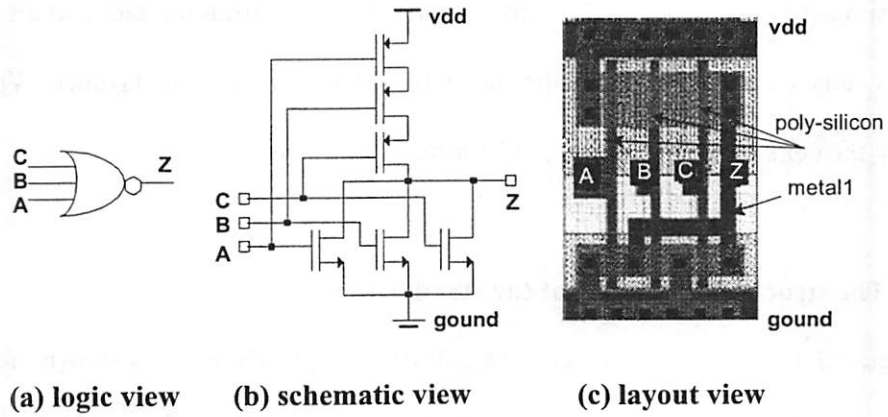 C
B
A
Z
(a) logic view
vdd
C
B
A
Z
gound
(b) schematic view
vdd
poly-silicon
A B C Z
metal1
gound
(c) layout view